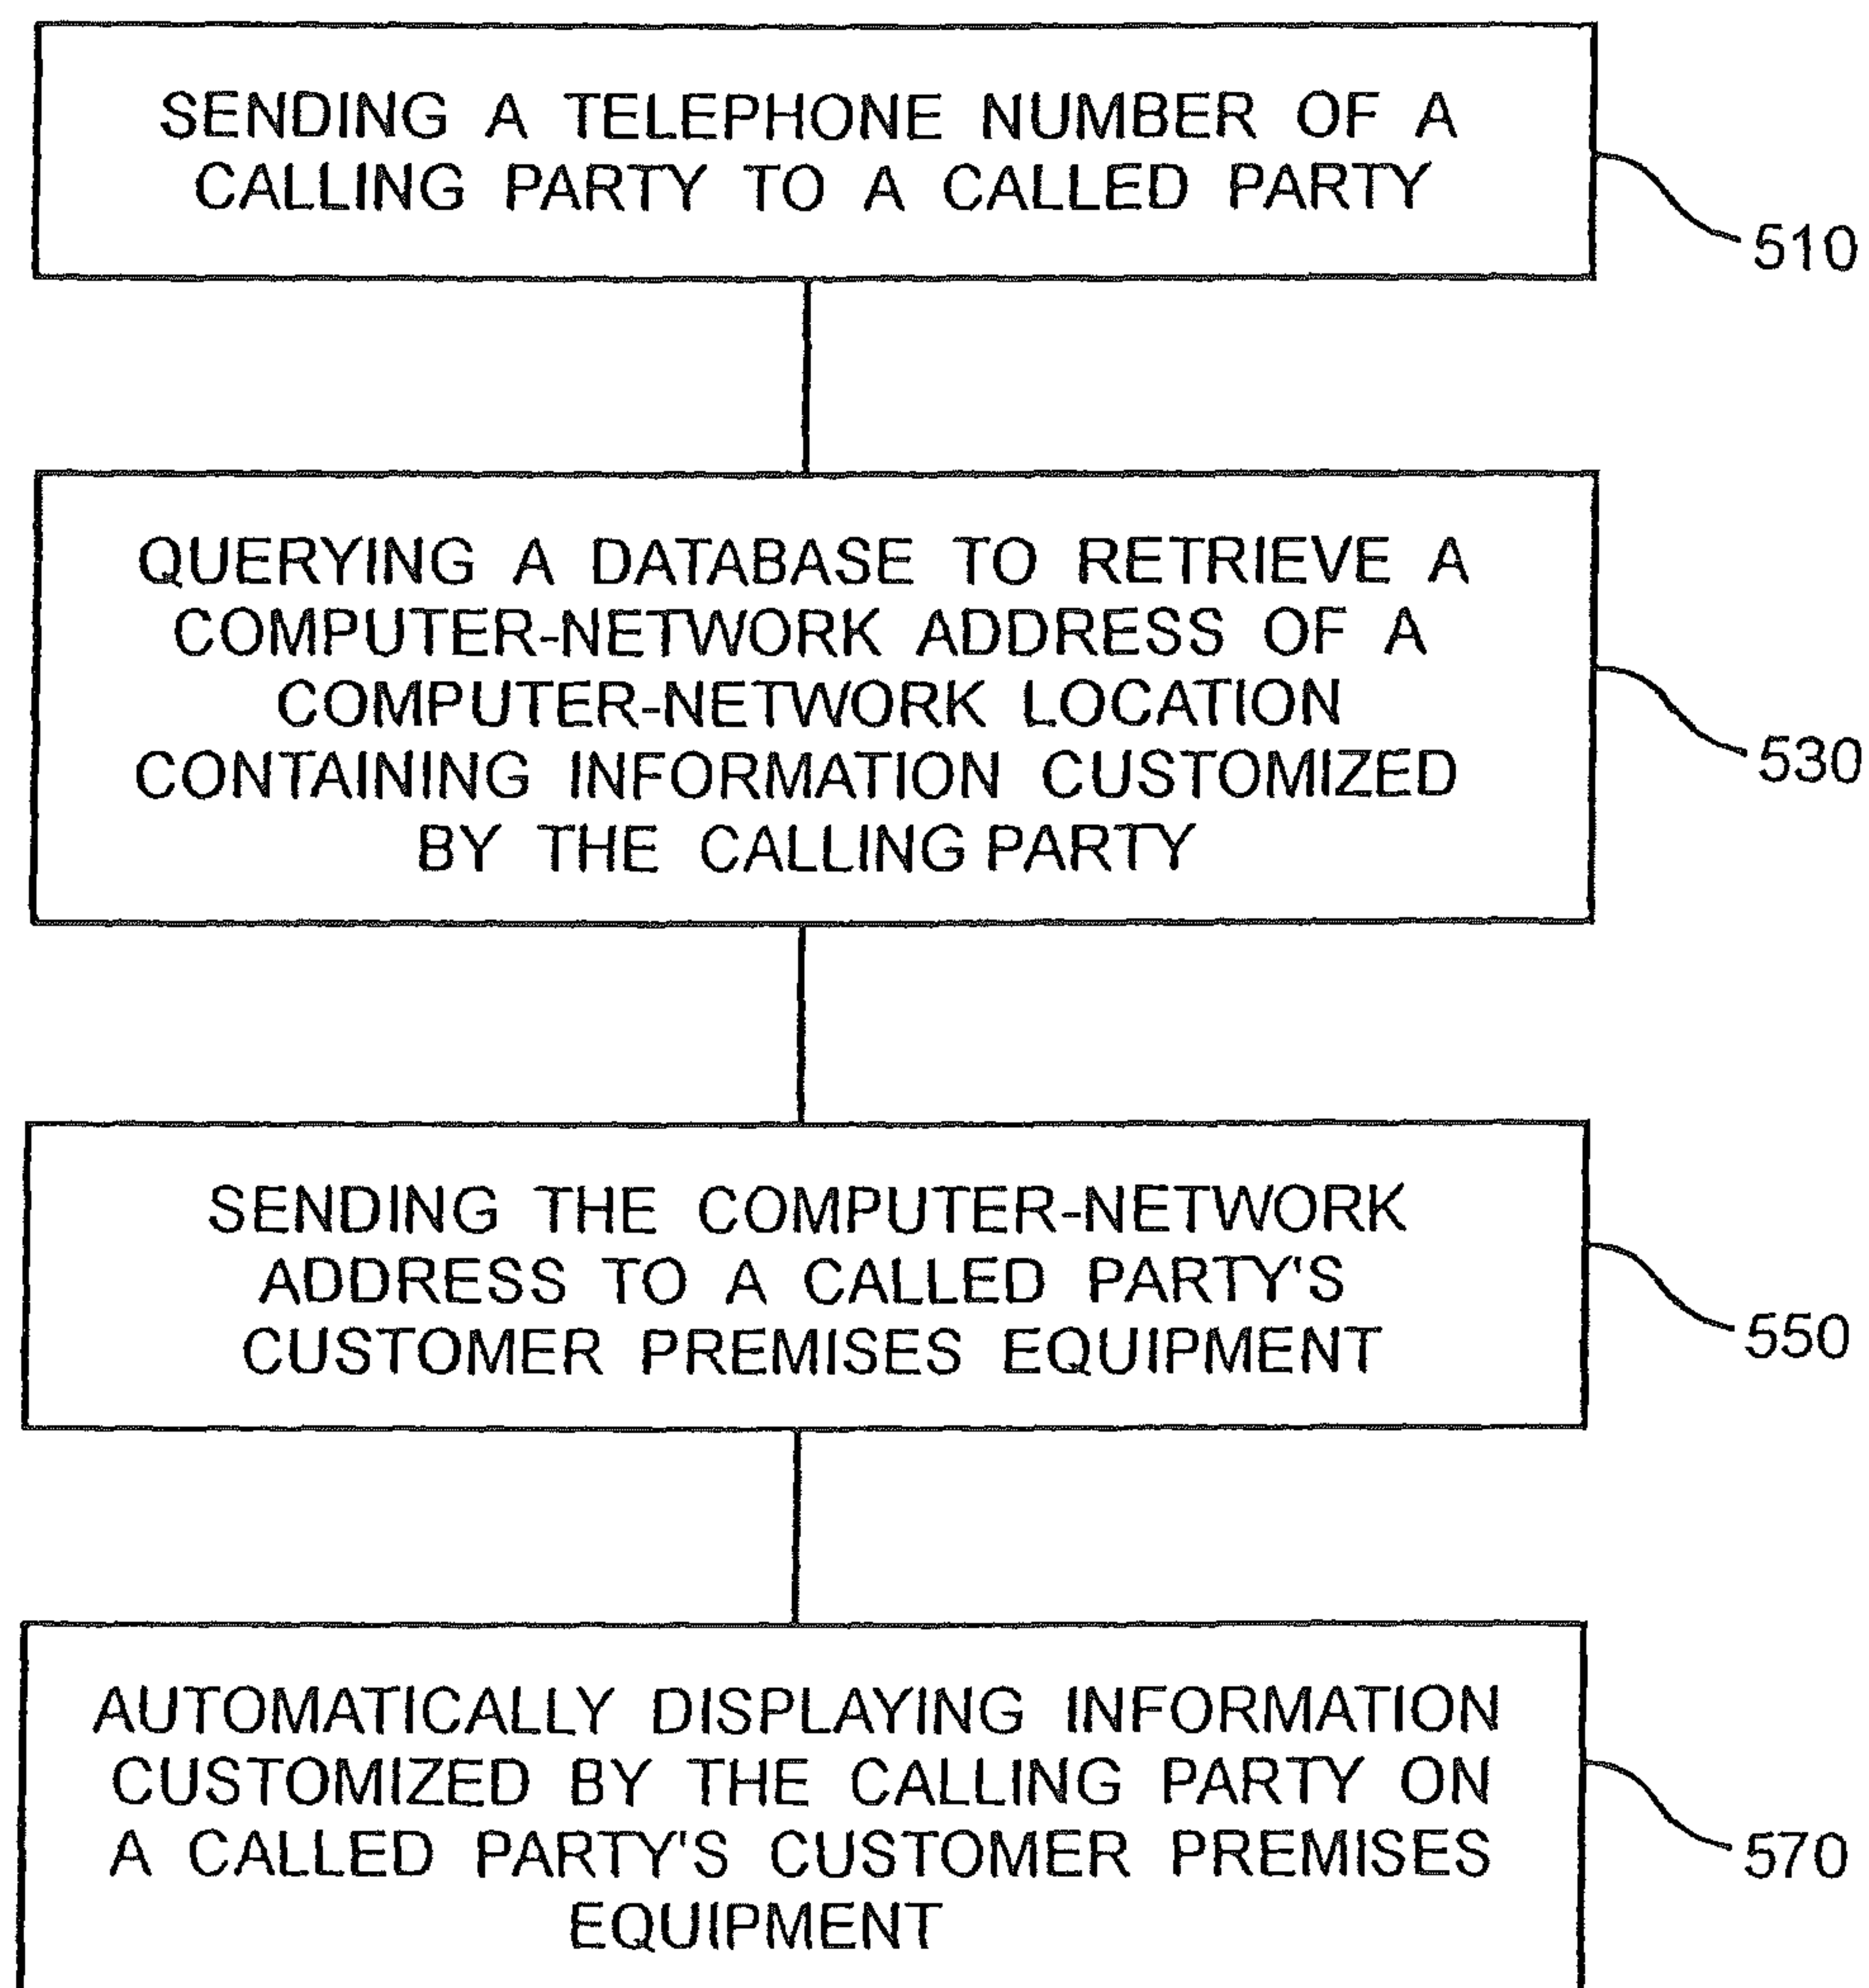 SENDING A TELEPHONE NUMBER OF A
CALLING PARTY TO A CALLED PARTY
510
QUERYING A DATABASE TO RETRIEVE A
COMPUTER-NETWORK ADDRESS OF A
COMPUTER-NETWORK LOCATION
CONTAINING INFORMATION CUSTOMIZED
BY THE CALLING PARTY
530
SENDING THE COMPUTER-NETWORK
ADDRESS TO A CALLED PARTY'S
CUSTOMER PREMISES EQUIPMENT
550
AUTOMATICALLY DISPLAYING INFORMATION
CUSTOMIZED BY THE CALLING PARTY ON
A CALLED PARTY'S CUSTOMER PREMISES
EQUIPMENT
570